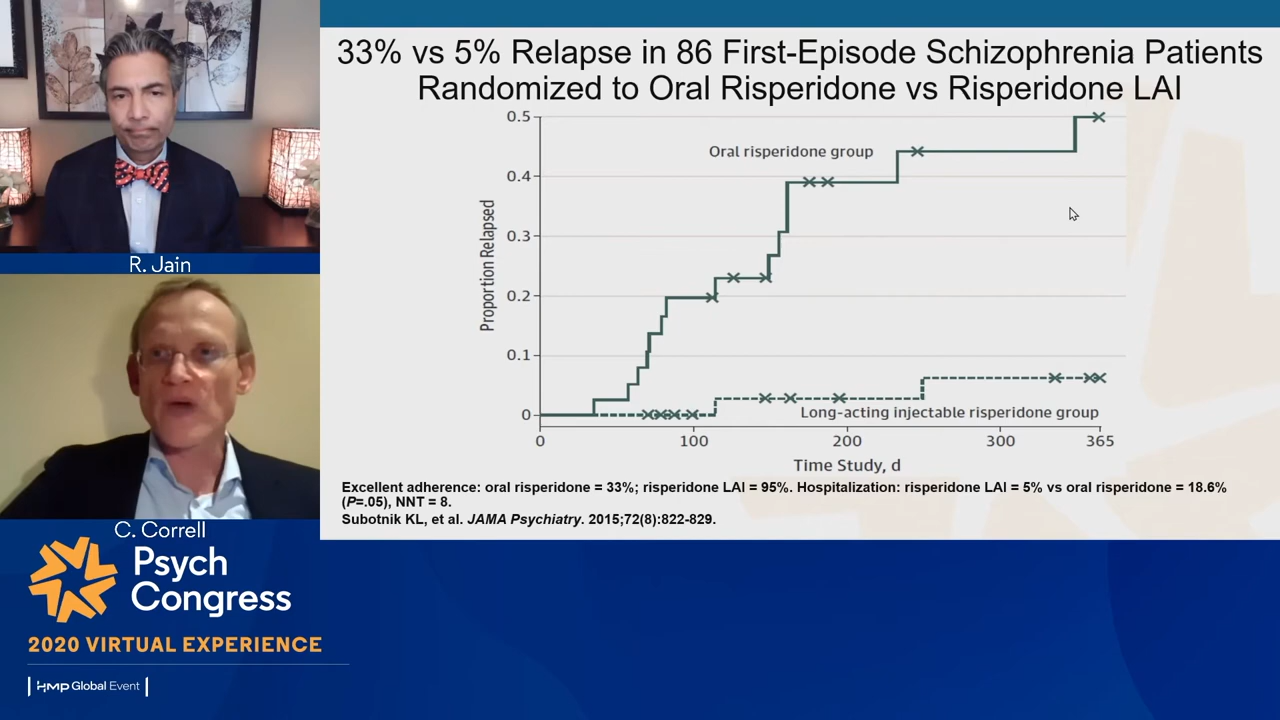 33% vs 5% Relapse in 86 First-Episode Schizophrenia Patients
Randomized to Oral Risperidone vs Risperidone LAI
Proportion Relapsed
0.5
0.4
0.3
0.2
0.1
0
Oral risperidone group
Long-acting injectable risperidone group
0 100 200 300 365
Time Study, d
Excellent adherence: oral risperidone = 33%; risperidone LAI = 95%. Hospitalization: risperidone LAI = 5% vs oral risperidone = 18.6%
(P=.05), NNT = 8.
Subotnik KL, et al. JAMA Psychiatry. 2015;72(8):822-829.
R. Jain
C. Correll
Psych
Congress
2020 VIRTUAL EXPERIENCE
HMP Global Event